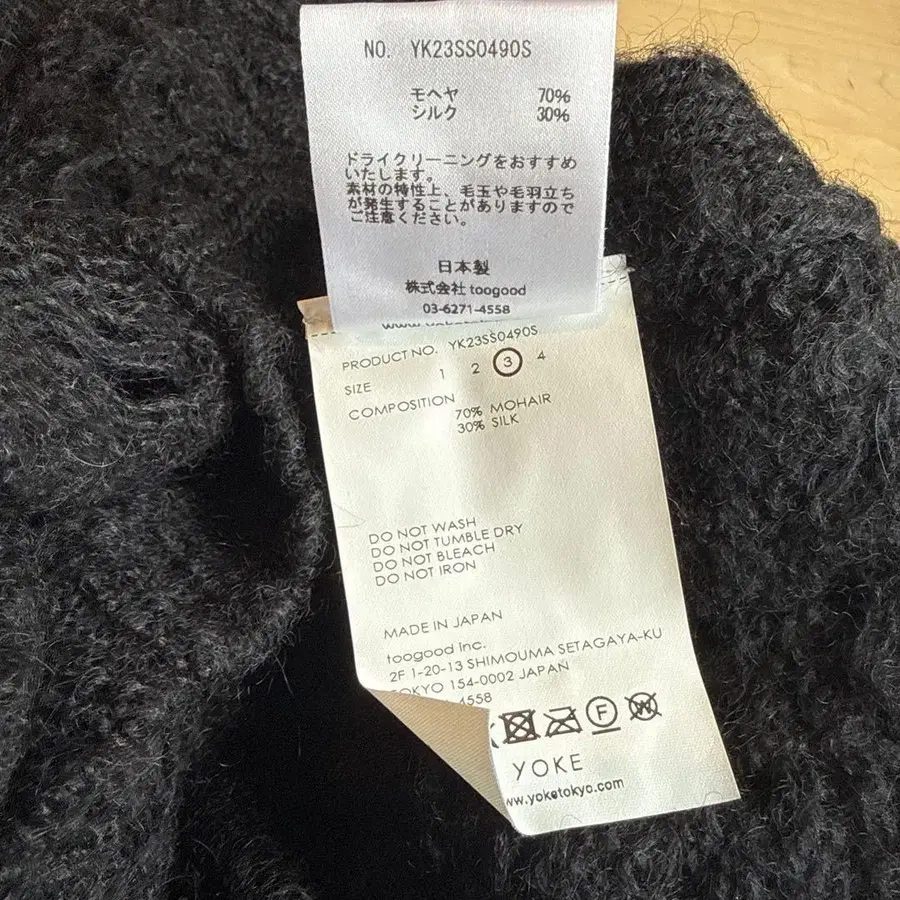 NO. YK23SS0490S
モヘヤ 70%
シルク 30%
ドライクリーニングをおすすめ
いたします。
素材の特性上、毛玉や毛羽立ち
が発生することがありますので
ご注意ください。
日本製
株式会社 toogood
03-6271-4558
PRODUCT NO. YK23SS0490S
SIZE 1 2 3 4
COMPOSITION 70% MOHAIR
30% SILK
DO NOT WASH
DO NOT TUMBLE DRY
DO NOT BLEACH
DO NOT IRON
MADE IN JAPAN
toogood Inc.
2F 1-20-13 SHIMOUMA SETAGAYA-KU
TOKYO 154-0002 JAPAN
4558
F W
YOKE
www.yoketokyo.com